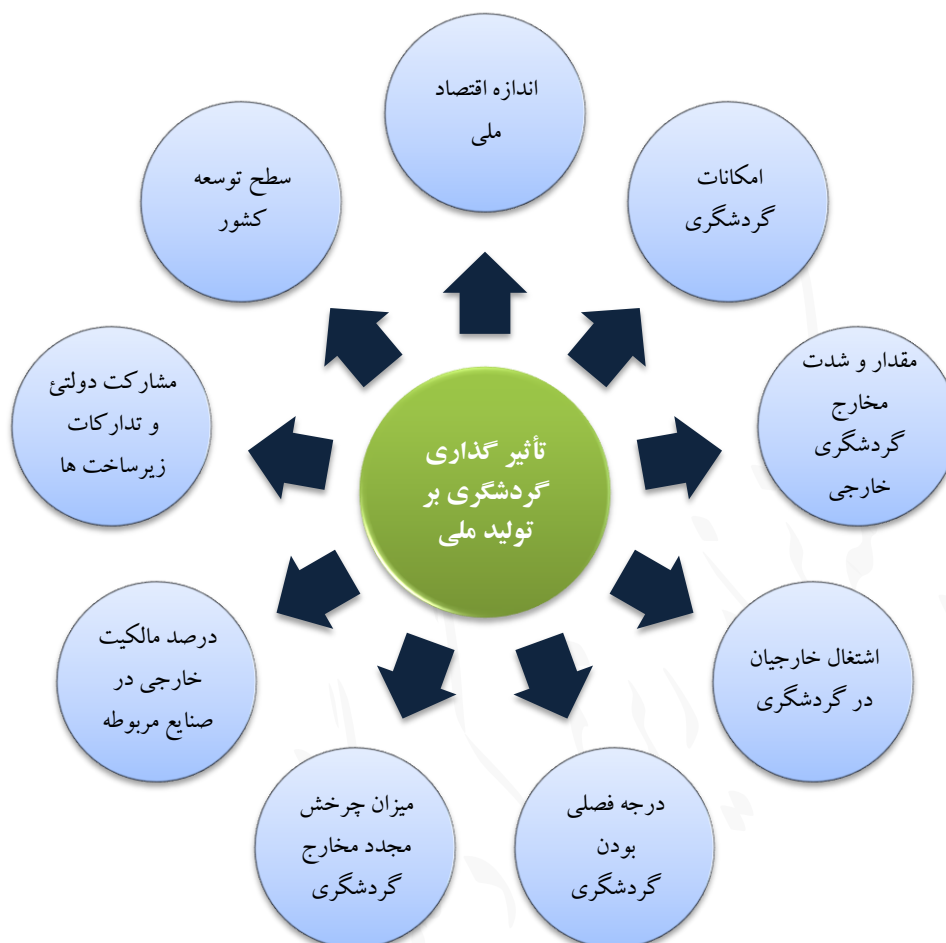 اندازه اقتصاد
ملی
امکانات
گردشگری
مقدار و شدت
مخارج
گردشگری
خارجی
اشتغال خارجیان
در گردشگری
درجه فصلی
بودن
گردشگری
میزان چرخش
مجدد مخارج
گردشگری
درصد مالکیت
خارجی در
صنایع مربوطه
مشارکت دولتئ
و تدارکات
زیرساخت ها
سطح توسعه
کشور
تأثیر گذاری
گردشگری بر
تولید ملی